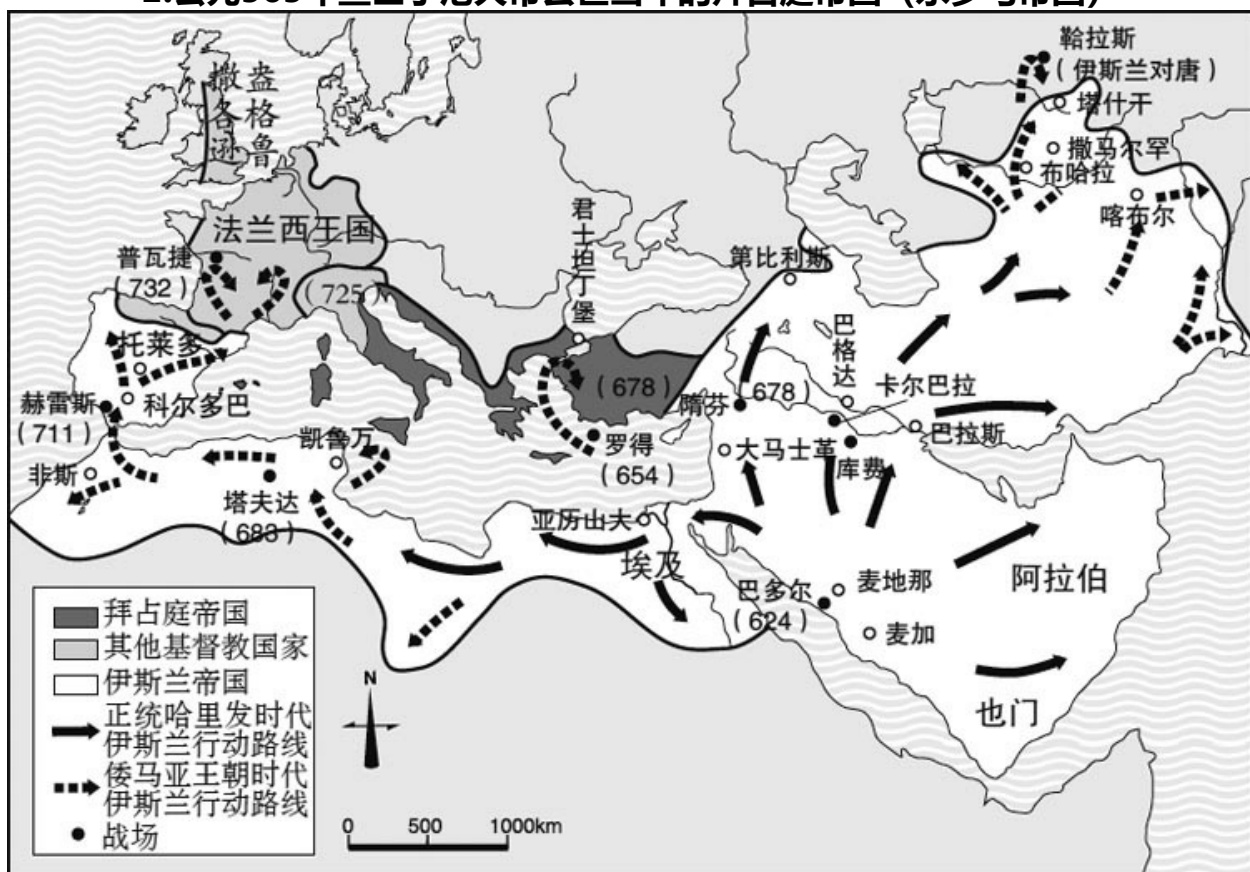 鞈拉斯
（伊斯兰对唐）
塔什干
撒马尔罕
布哈拉
喀布尔
盎格鲁
撒各逊
法兰西王国
普瓦捷
（732）
（725）
君士坦丁堡
第比利斯
托莱多
科尔多巴
赫雷斯
（711）
非斯
凯鲁万
塔夫达
（683）
（678）
罗得
（654）
隋芬
（678）
巴格达
卡尔巴拉
巴拉斯
大马士革
库费
亚历山大
埃及
巴多尔
（624）
麦地那
麦加
阿拉伯
也门
拜占庭帝国
其他基督教国家
伊斯兰帝国
正统哈里发时代
伊斯兰行动路线
倭马亚王朝时代
伊斯兰行动路线
战场
N
0 500 1000km